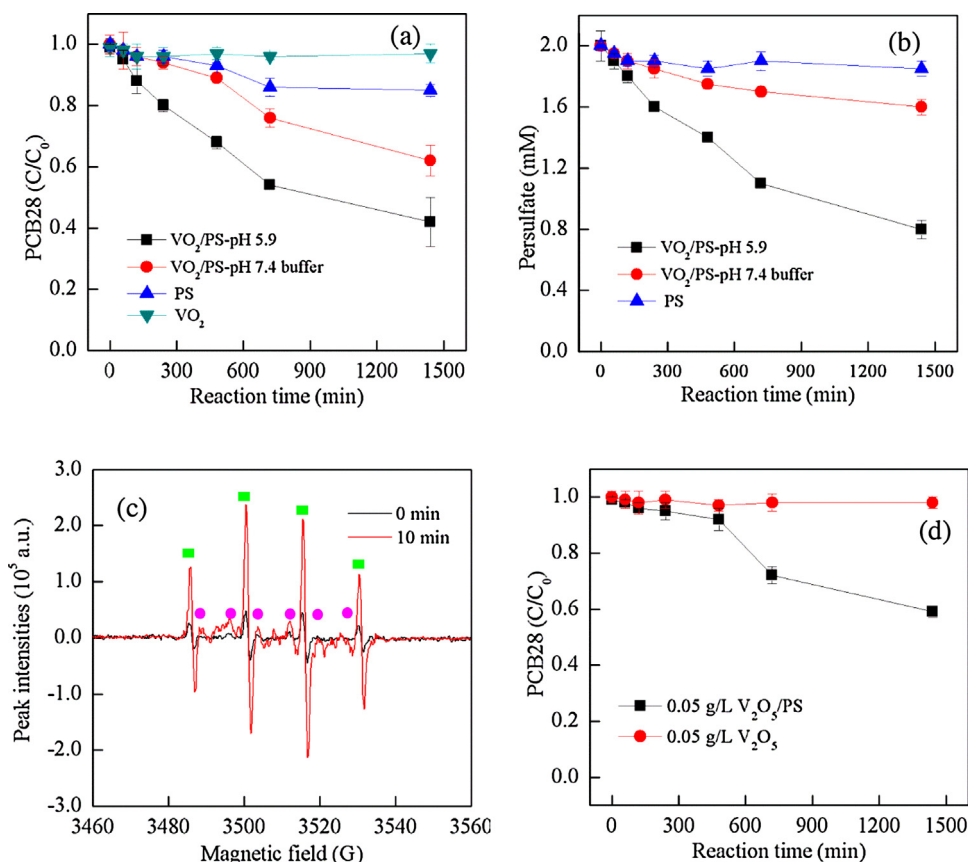 (a)
1.0
0.8
0.6
0.4
0.2
0.0
PCB28 (C/C₀)
VO₂/PS-pH 5.9
VO₂/PS-pH 7.4 buffer
PS
VO₂
0 300 600 900 1200 1500
Reaction time (min)
(b)
2.0
1.6
1.2
0.8
0.4
0.0
Persulfate (mM)
VO₂/PS-pH 5.9
VO₂/PS-pH 7.4 buffer
PS
0 300 600 900 1200 1500
Reaction time (min)
(c)
3.0
2.0
1.0
0.0
-1.0
-2.0
-3.0
Peak intensities (10⁵ a.u.)
0 min
10 min
3460 3480 3500 3520 3540 3560
Magnetic field (G)
(d)
1.0
0.8
0.6
0.4
0.2
0.0
PCB28 (C/C₀)
0.05 g/L V₂O₅/PS
0.05 g/L V₂O₅
0 300 600 900 1200 1500
Reaction time (min)